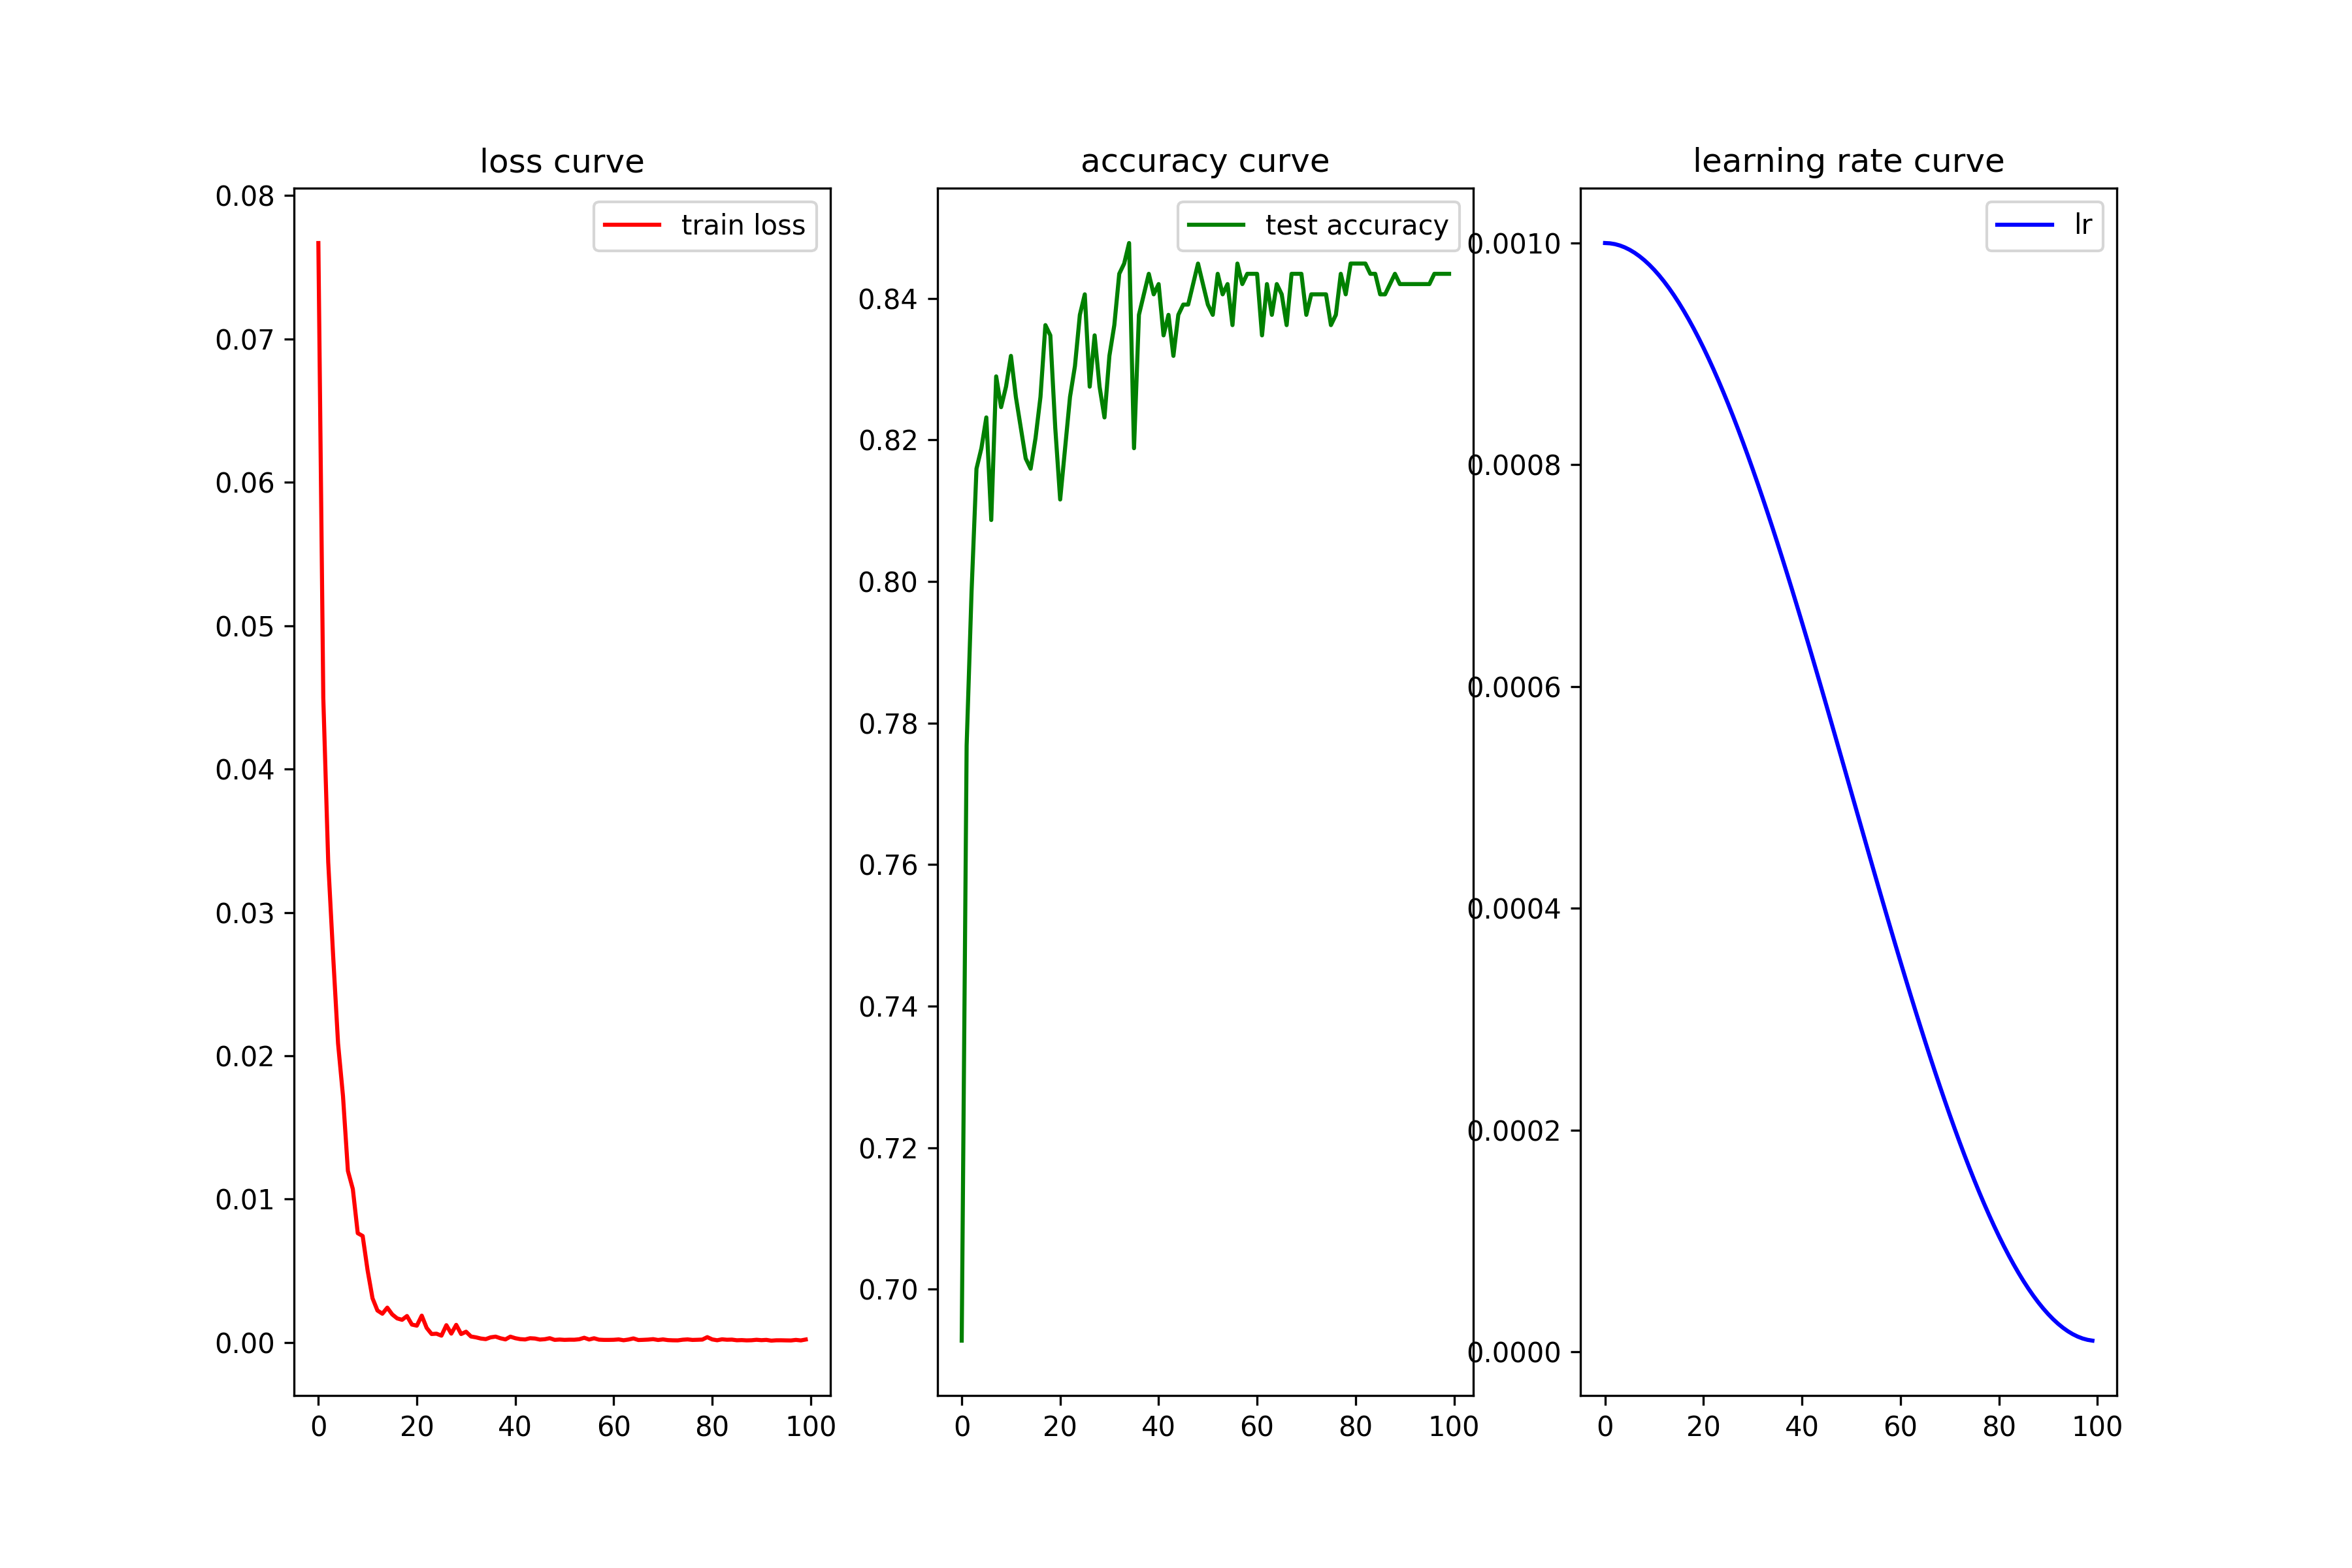 loss curve
train loss
0.08
0.07
0.06
0.05
0.04
0.03
0.02
0.01
0.00
0 20 40 60 80 100
accuracy curve
test accuracy
0.84
0.82
0.80
0.78
0.76
0.74
0.72
0.70
0 20 40 60 80 100
learning rate curve
lr
0.0010
0.0008
0.0006
0.0004
0.0002
0.0000
0 20 40 60 80 100